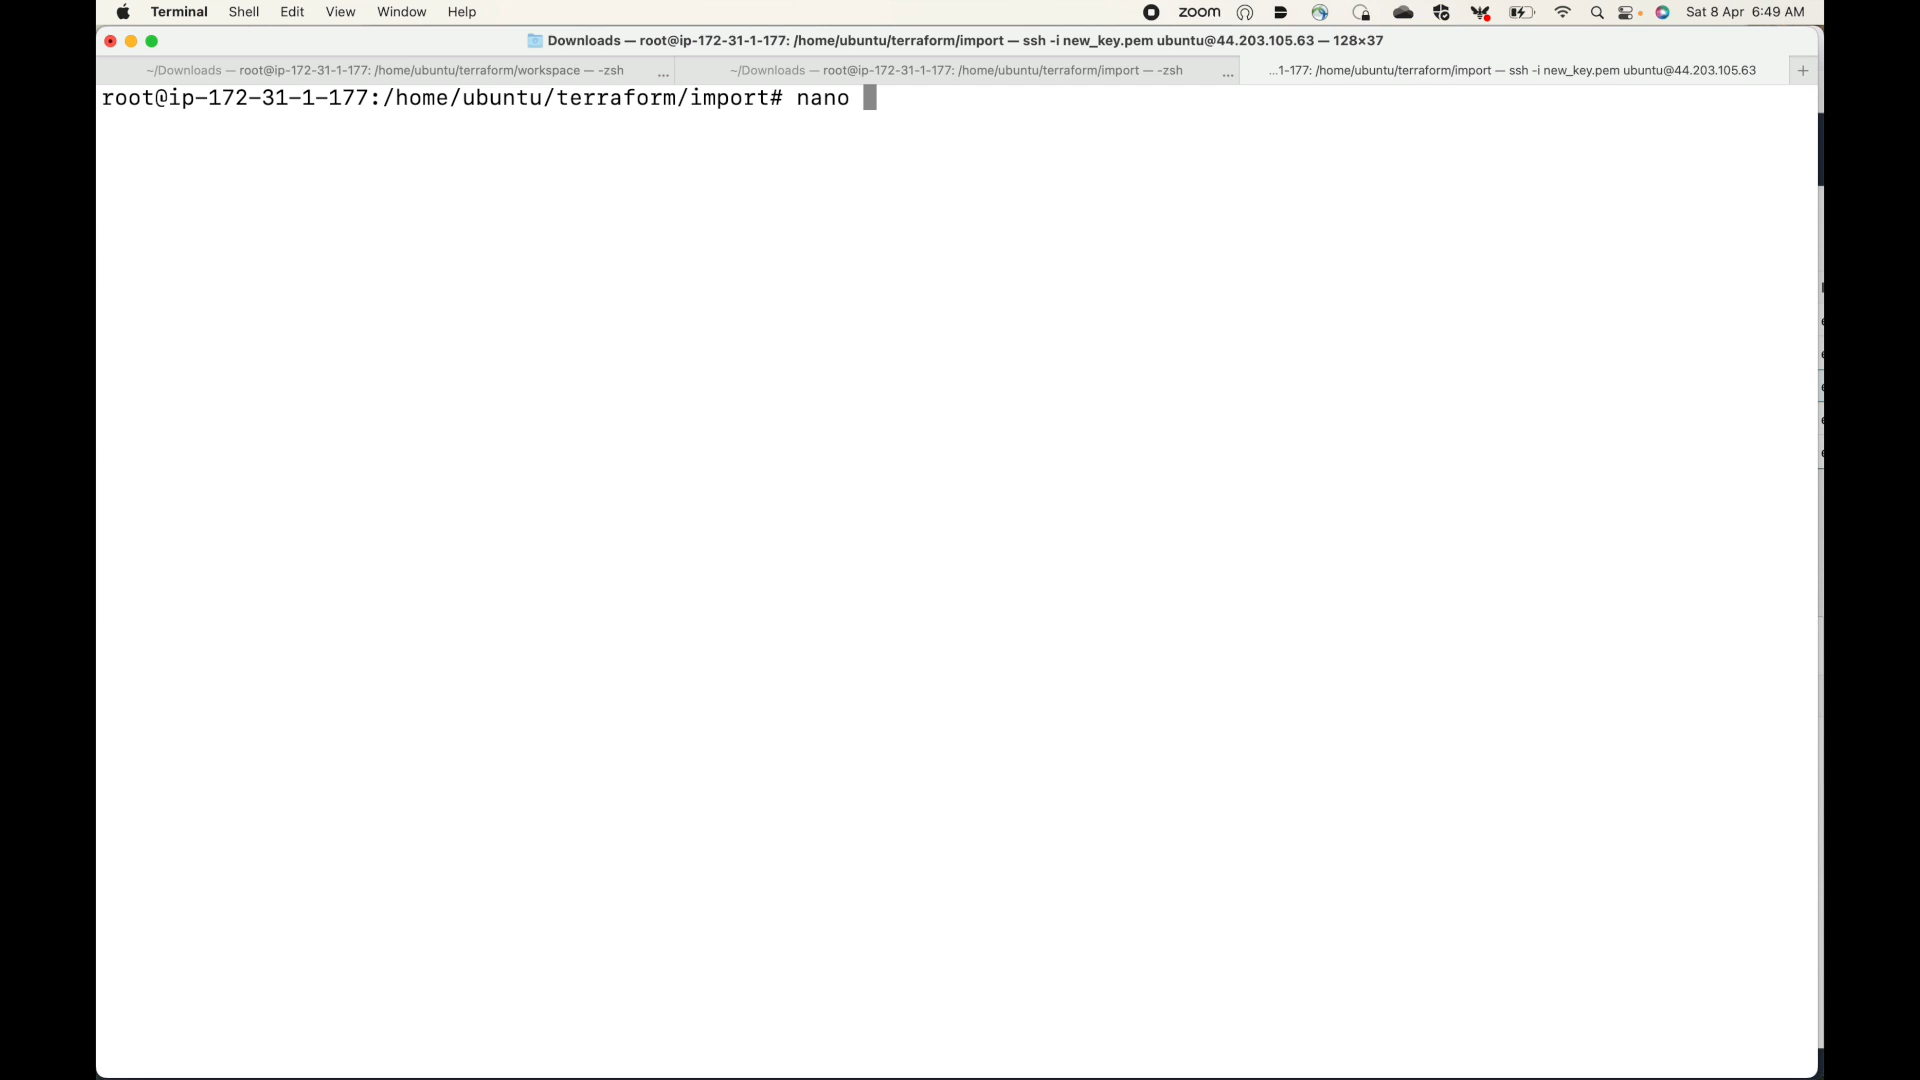 Terminal Shell Edit View Window Help zoom Sat 8 Apr 6:49 AM
Downloads — root@ip-172-31-1-177: /home/ubuntu/terraform/import — ssh -i new_key.pem ubuntu@44.203.105.63 — 128×37
~/Downloads — root@ip-172-31-1-177: /home/ubuntu/terraform/workspace — -zsh ... ~/Downloads — root@ip-172-31-1-177: /home/ubuntu/terraform/import — -zsh ... ...1-177: /home/ubuntu/terraform/import — ssh -i new_key.pem ubuntu@44.203.105.63 +
root@ip-172-31-1-177:/home/ubuntu/terraform/import# nano